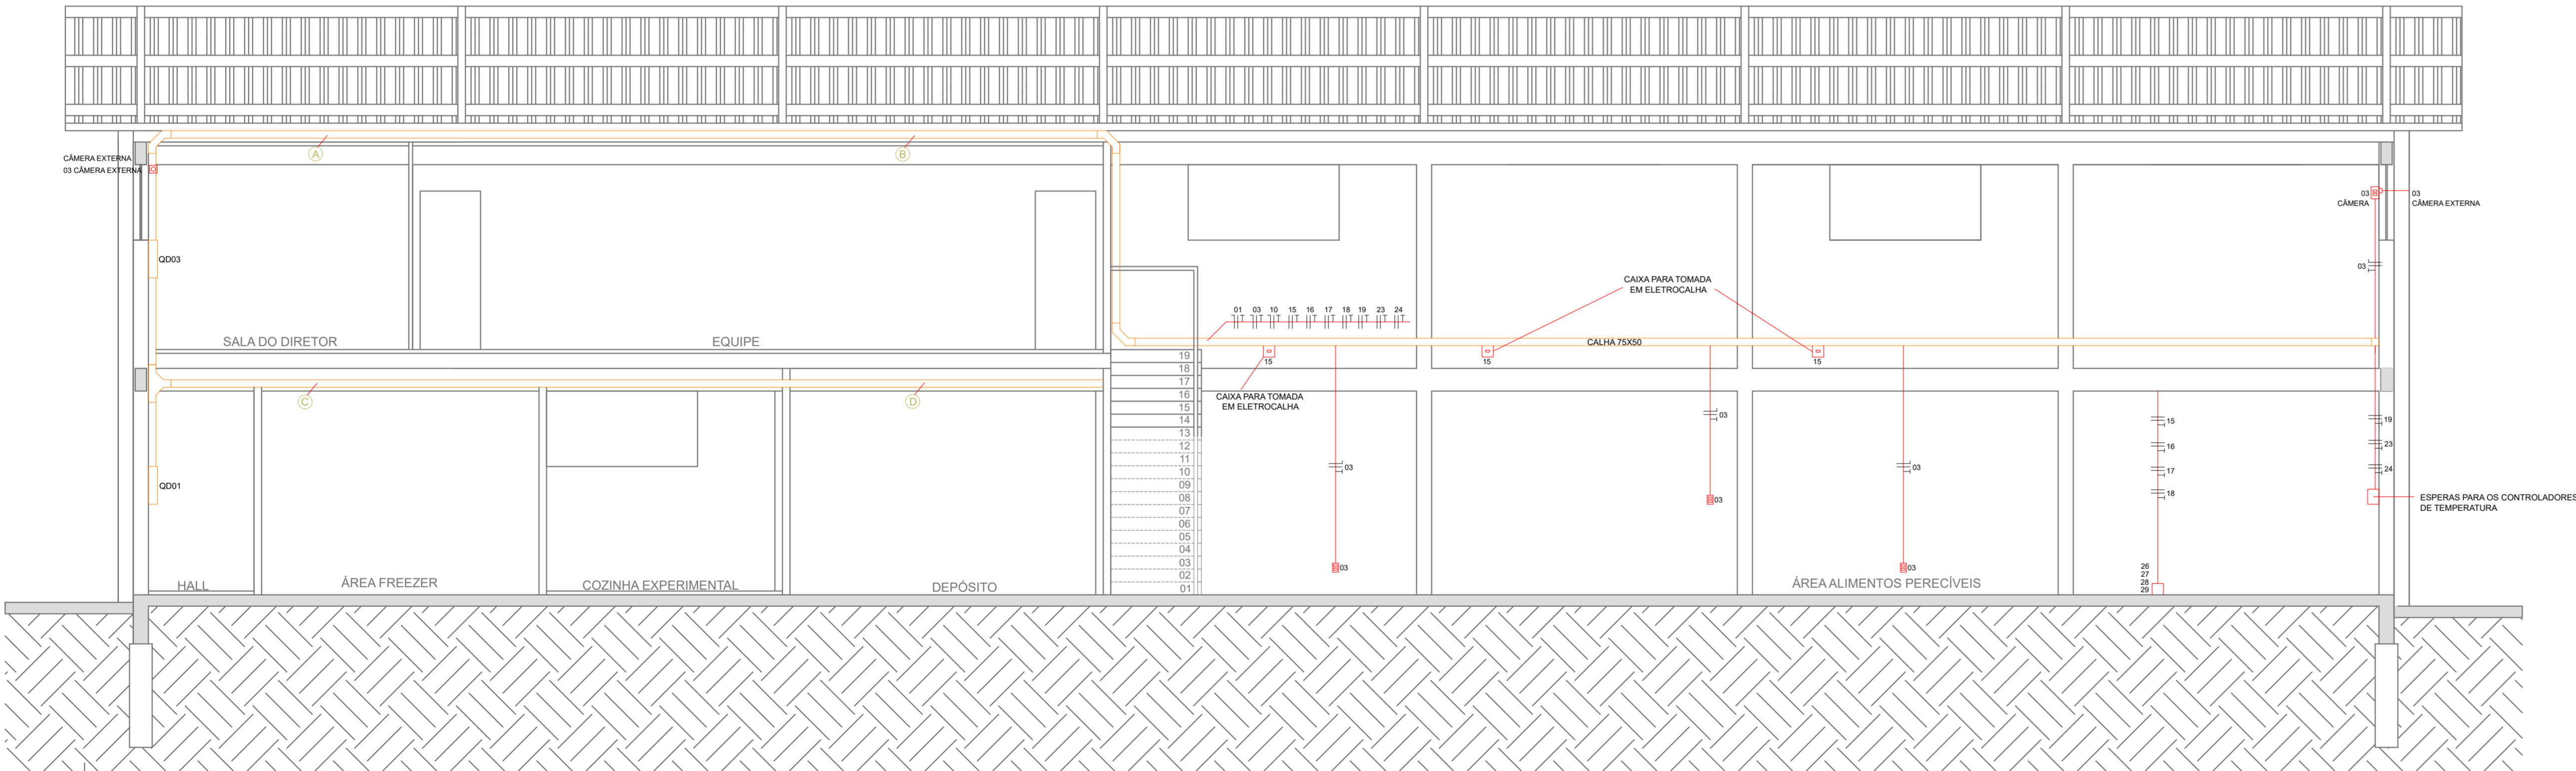 A
B
CÂMERA EXTERNA
03 CÂMERA EXTERNA
QD03
SALA DO DIRETOR
EQUIPE
03
CÂMERA
03
CÂMERA EXTERNA
03
CAIXA PARA TOMADA
EM ELETROCALHA
01 03 10 15 16 17 18 19 23 24
CALHA 75X50
15
15
15
CAIXA PARA TOMADA
EM ELETROCALHA
C
D
19
18
17
16
15
14
13
12
11
10
09
08
07
06
05
04
03
02
01
03
03
03
03
03
03
15
16
17
18
19
23
24
ESPERAS PARA OS CONTROLADORES
DE TEMPERATURA
QD01
HALL
ÁREA FREEZER
COZINHA EXPERIMENTAL
DEPÓSITO
ÁREA ALIMENTOS PERECÍVEIS
26
27
28
29